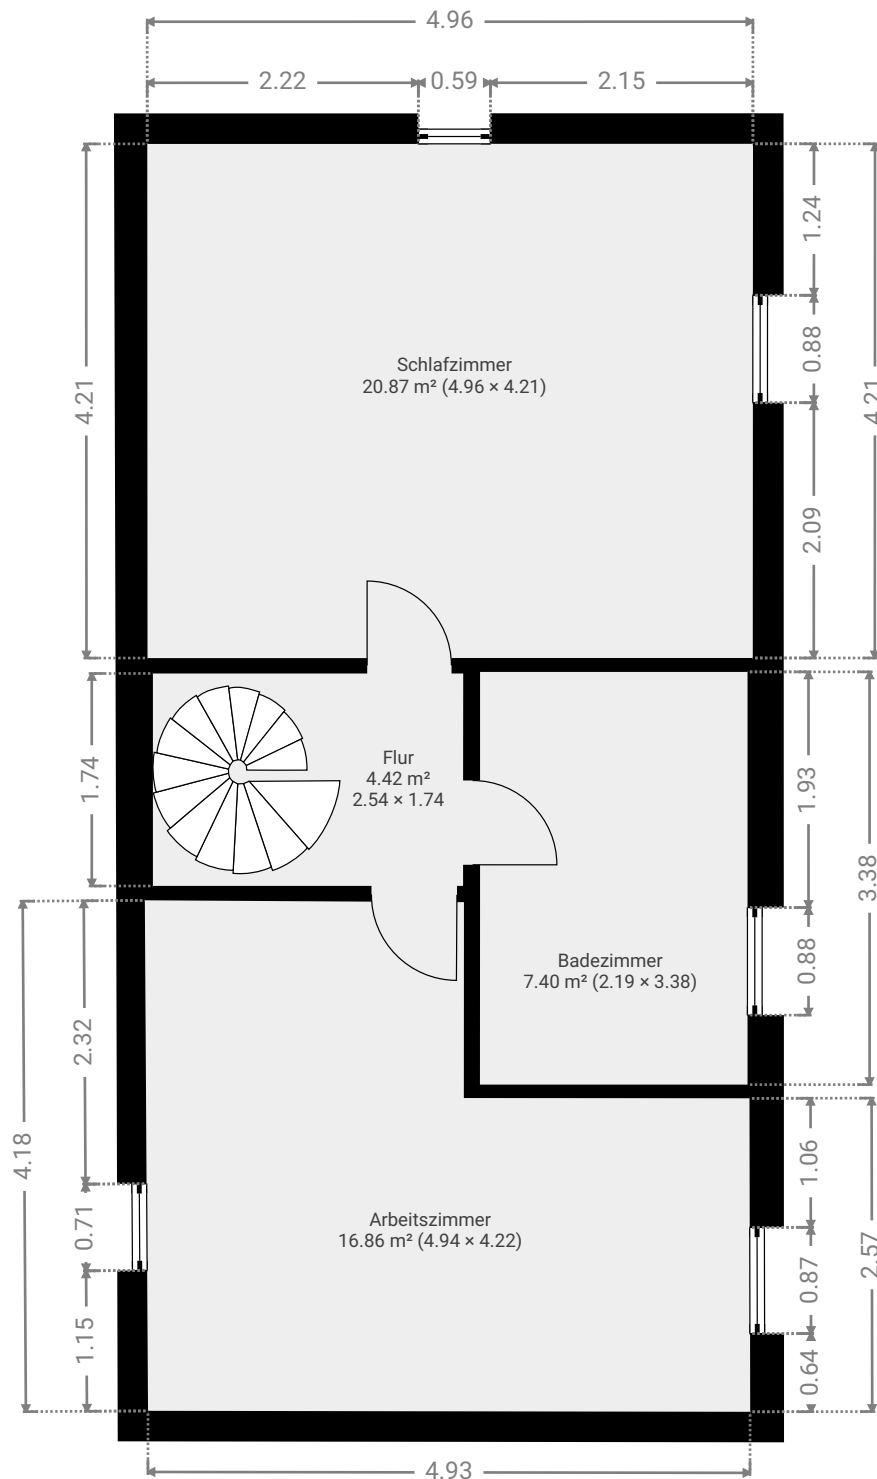 4.96
2.22
0.59
2.15
1.24
0.88
4.21
4.21
2.09
Schlafzimmer
20.87 m² (4.96 × 4.21)
1.74
Flur
4.42 m²
2.54 × 1.74
1.93
3.38
0.88
Badezimmer
7.40 m² (2.19 × 3.38)
2.32
4.18
0.71
1.15
Arbeitszimmer
16.86 m² (4.94 × 4.22)
1.06
0.87
2.57
0.64
4.93